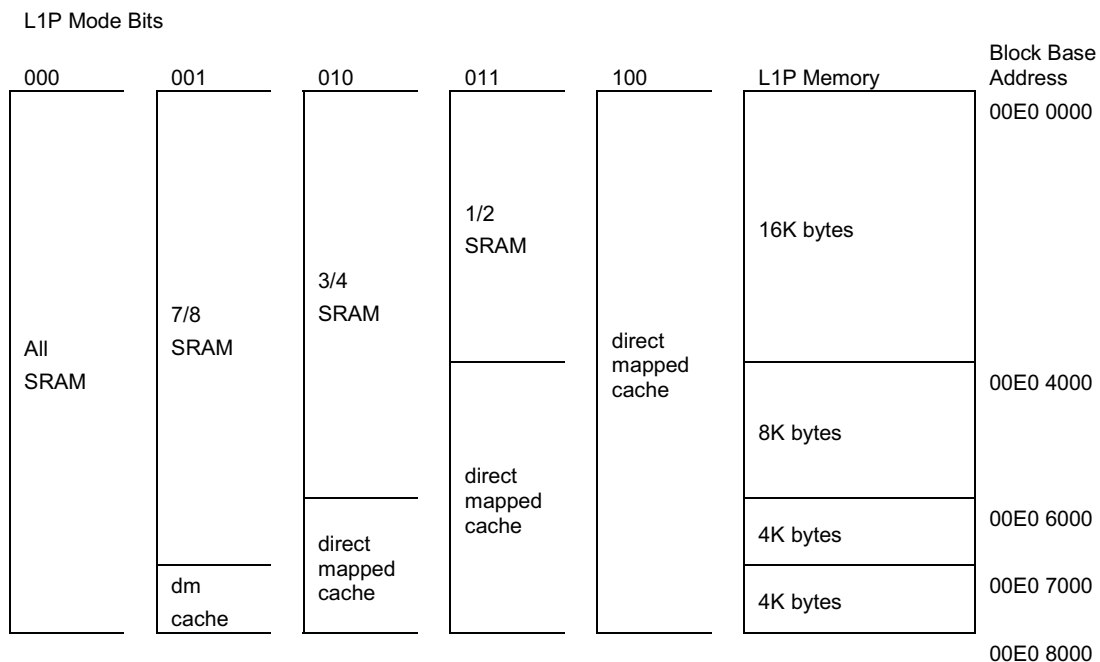 L1P Mode Bits
Block Base
000 001 010 011 100 L1P Memory Address
00E0 0000
1/2
SRAM
16K bytes
3/4
SRAM
7/8
SRAM
All
SRAM
direct
mapped
cache
00E0 4000
8K bytes
direct
mapped
cache
00E0 6000
4K bytes
direct
mapped
cache
dm
cache
00E0 7000
4K bytes
00E0 8000